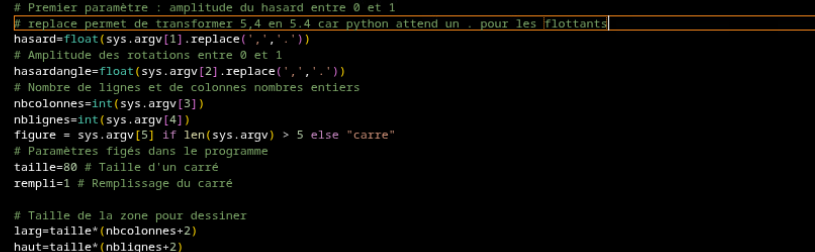 # Premier paramètre : amplitude du hasard entre 0 et 1
# replace permet de transformer 5,4 en 5.4 car python attend un . pour les flottants
hasard=float(sys.argv[1].replace(',','.'))
# Amplitude des rotations entre 0 et 1
hasardangle=float(sys.argv[2].replace(',','.'))
# Nombre de lignes et de colonnes nombres entiers
nbcolonnes=int(sys.argv[3])
nblignes=int(sys.argv[4])
figure = sys.argv[5] if len(sys.argv) > 5 else "carre"
# Paramètres figés dans le programme
taille=80 # Taille d'un carré
rempli=1 # Remplissage du carré
# Taille de la zone pour dessiner
larg=taille*(nbcolonnes+2)
haut=taille*(nblignes+2)